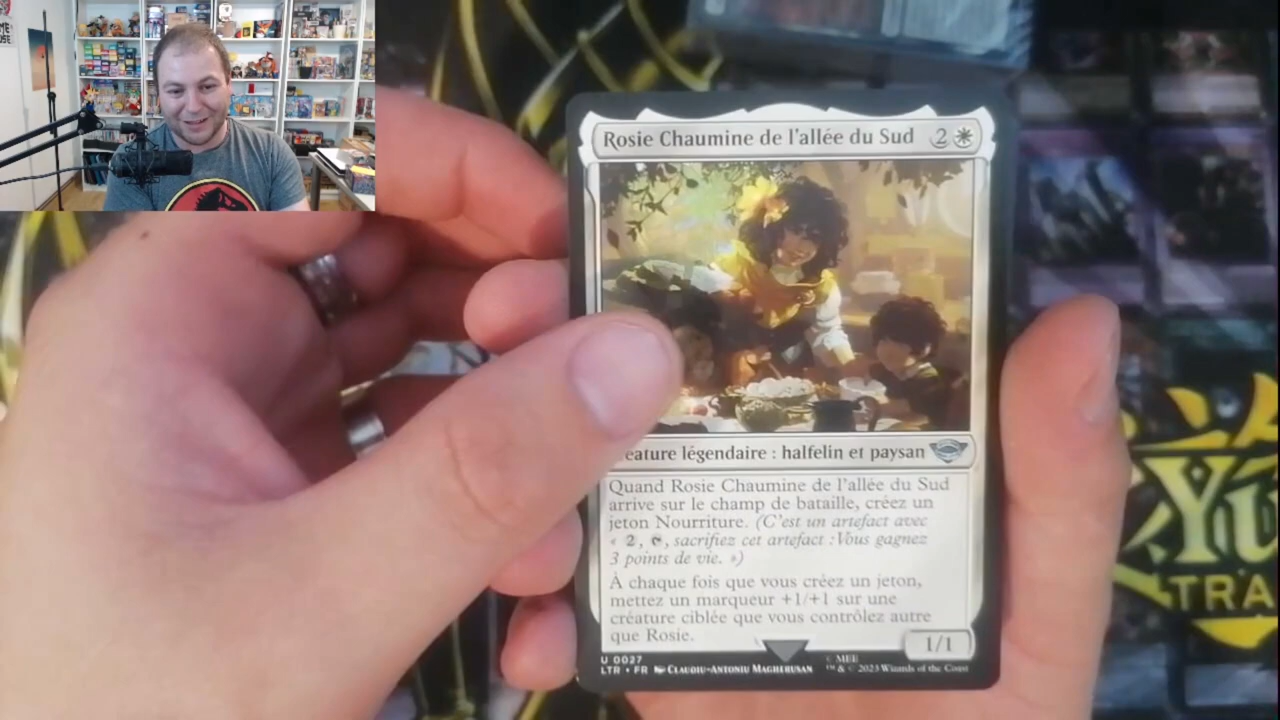 Rosie Chaumine de l'allée du Sud 2
éature légendaire : halfelin et paysan
Quand Rosie Chaumine de l'allée du Sud
arrive sur le champ de bataille, créez un
jeton Nourriture. (C'est un artefact avec
« 2, , sacrifiez cet artefact : Vous gagnez
3 points de vie. »)
À chaque fois que vous créez un jeton,
mettez un marqueur +1/+1 sur une
créature ciblée que vous contrôlez autre
que Rosie.
1/1
U 0027
LTR • FR Claudiu-Antoniu Magherusan
© MEE
™ & © 2023 Wizards of the Coast
Yu
TRA